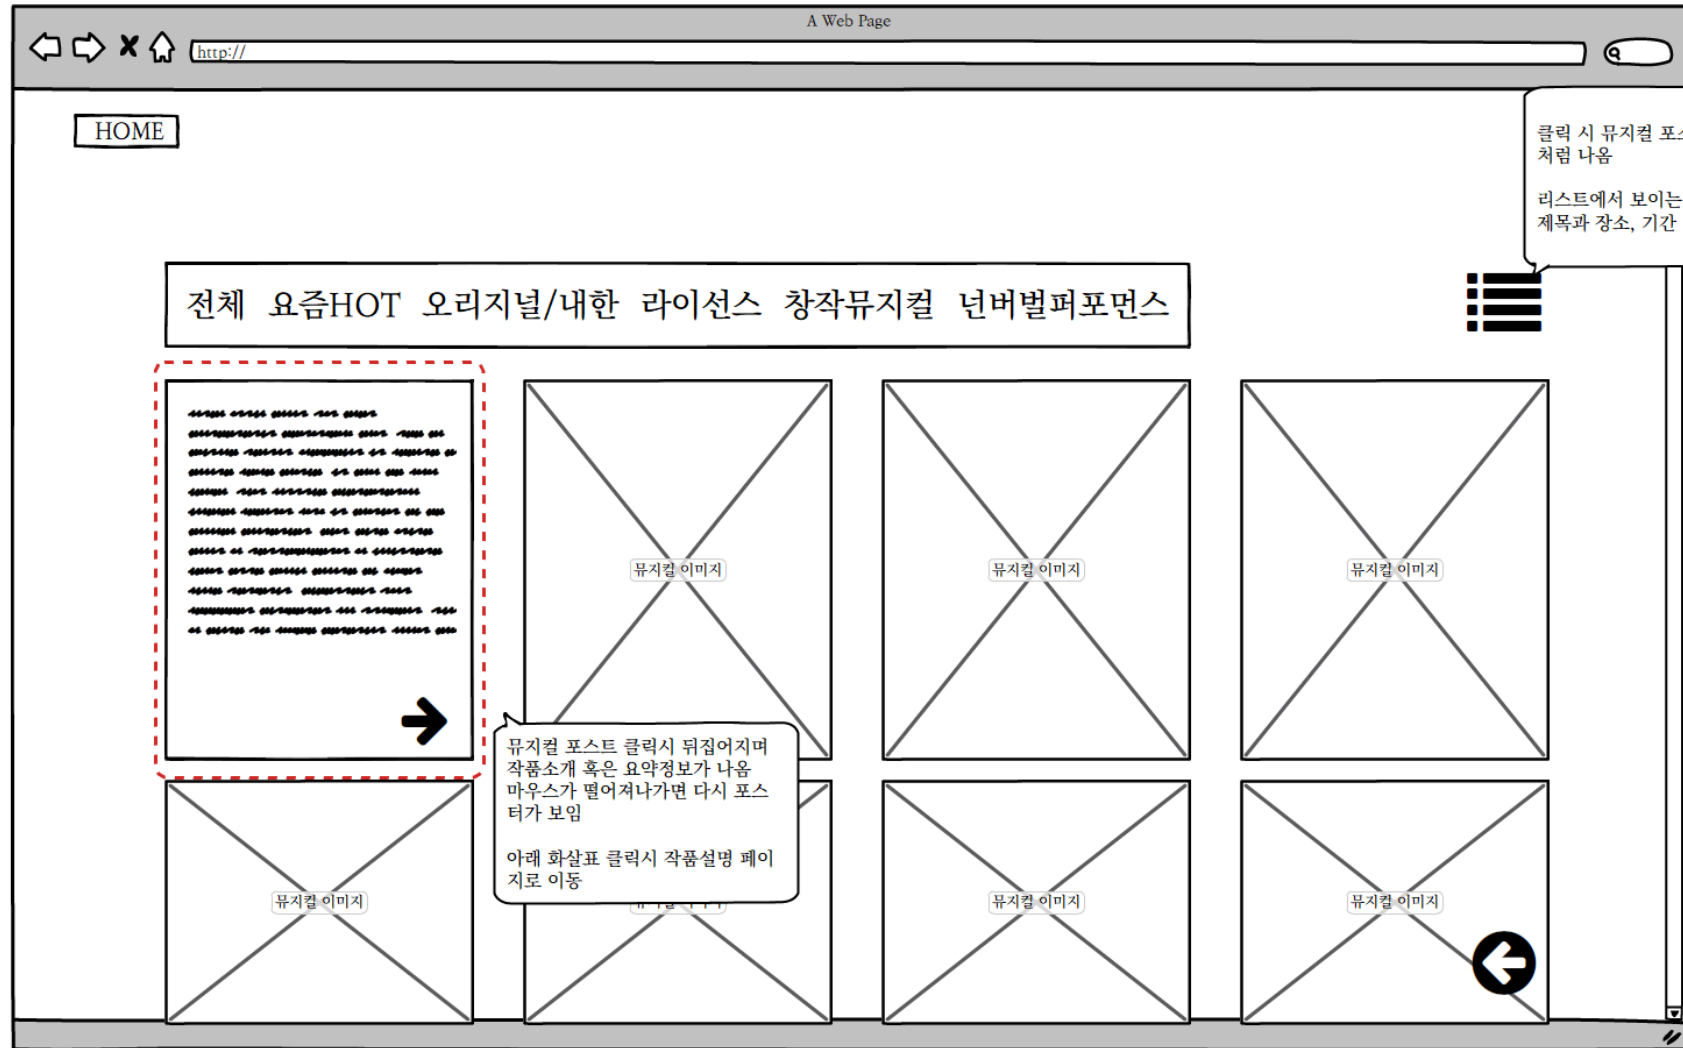 A Web Page
http://
HOME
클릭 시 뮤지컬
처럼 나옴
리스트에서 보이는
제목과 장소, 기간
전체 요즘HOT 오리지널/내한 라이선스 창작뮤지컬 넌버벌퍼포먼스
뮤지컬 이미지
뮤지컬 이미지
뮤지컬 이미지
뮤지컬 포스트 클릭시 뒤집어지며
작품소개 혹은 요약정보가 나옴
마우스가 떨어져나가면 다시 포스
터가 보임
아래 화살표 클릭시 작품설명 페이
지로 이동
뮤지컬 이미지
뮤지컬 이미지
뮤지컬 이미지